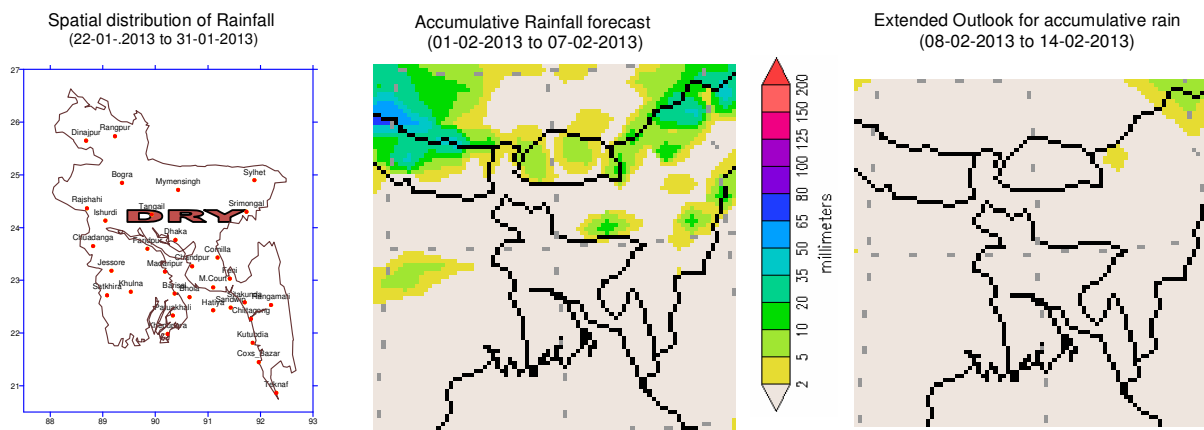 Spatial distribution of Rainfall
(22-01-.2013 to 31-01-2013)
Accumulative Rainfall forecast
(01-02-2013 to 07-02-2013)
Extended Outlook for accumulative rain
(08-02-2013 to 14-02-2013)
27
26
25
24
23
22
21
88
89
90
91
92
93
Rangpur
Dinajpur
Bogra
Mymensingh
Sylhet
Rajshahi
Ishurdi
Tangail
Srimongal
DRY
Dhaka
Chuadanga
Faridpur
Comilla
Jessore
Madaripur
Chandpur
Feni
Satkhira
Khulna
Barisal
Bhola
M.Court
Hatiya
Sandwip
Sitakunda
Rangamati
Patuakhali
Chittagong
Khepupara
Kutubdia
Coxs_Bazar
Teknaf
200
150
125
100
80
65
50
35
20
10
5
2
millimeters